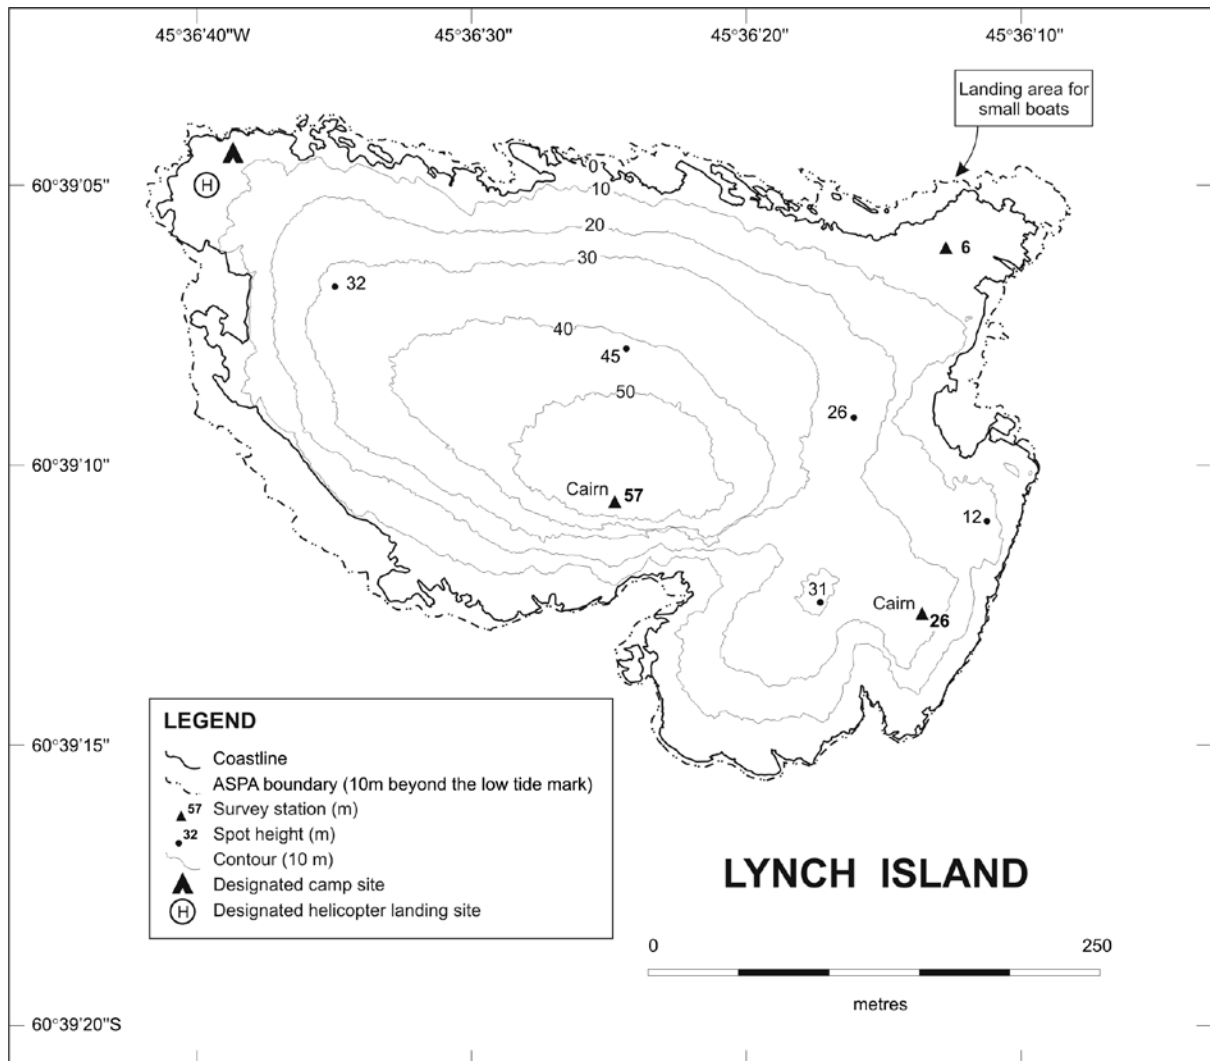 45°36'40"W
45°36'30"
45°36'20"
45°36'10"
Landing area for
small boats
60°39'05"
H
0
10
20
30
6
32
40
45
50
26
60°39'10"
Cairn
57
12
31
Cairn
26
60°39'15"
LEGEND
Coastline
ASPA boundary (10m beyond the low tide mark)
57 Survey station (m)
32 Spot height (m)
Contour (10 m)
Designated camp site
H Designated helicopter landing site
LYNCH ISLAND
0 250
metres
60°39'20"S